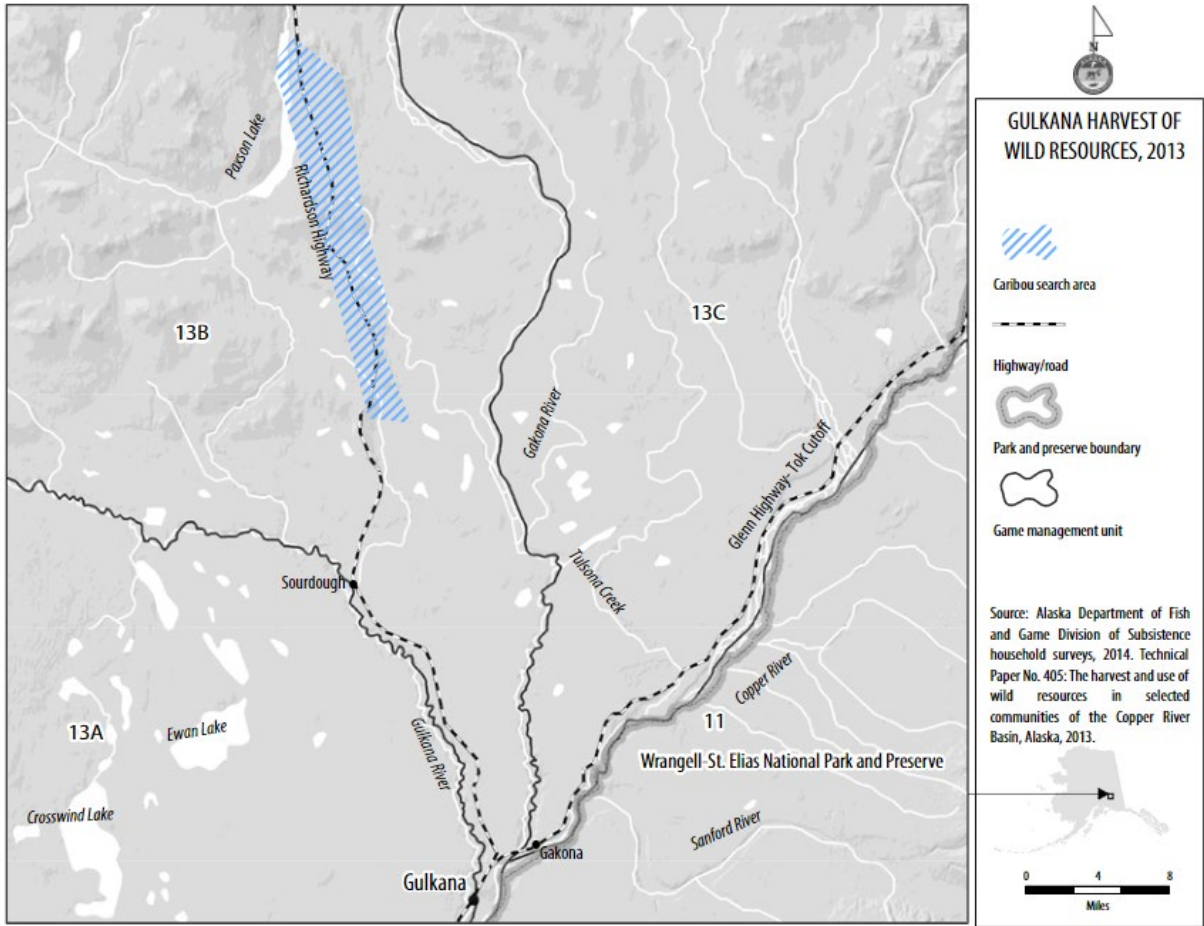 Paxson Lake
Richardson Highway
13B
13C
Gakona River
Glenn Highway- Tok Cutoff
Sourdough
Tulsona Creek
Copper River
13A
Ewan Lake
Gulkana River
11
Wrangell-St. Elias National Park and Preserve
Crosswind Lake
Sanford River
Gakona
Gulkana
N
GULKANA HARVEST OF
WILD RESOURCES, 2013
Caribou search area
Highway/road
Park and preserve boundary
Game management unit
Source: Alaska Department of Fish
and Game Division of Subsistence
household surveys, 2014. Technical
Paper No. 405: The harvest and use of
wild resources in selected
communities of the Copper River
Basin, Alaska, 2013.
0 4 8
Miles